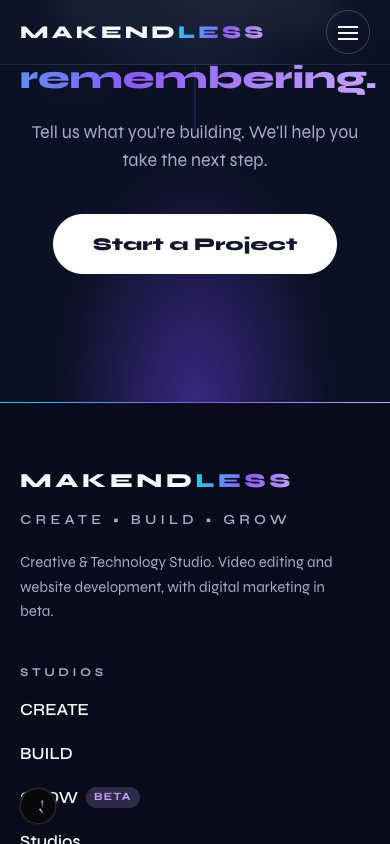 MAKENDLESS
remembering.
Tell us what you're building. We'll help you
take the next step.
Start a Project
MAKENDLESS
CREATE ▪ BUILD ▪ GROW
Creative & Technology Studio. Video editing and
website development, with digital marketing in
beta.
STUDIOS
CREATE
BUILD
BETA
Studios